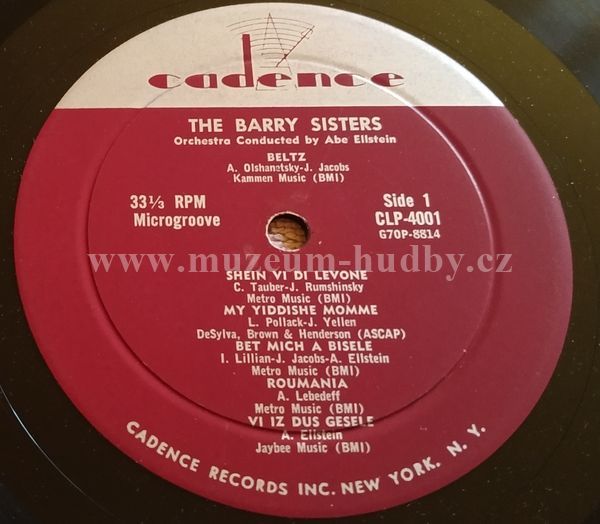 cadence
THE BARRY SISTERS
Orchestra Conducted by Abe Ellstein
BELTZ
A. Olshanetsky-J. Jacobs
Kammen Music (BMI)
33⅓ RPM
Microgroove
Side 1
CLP-4001
G7OP-8814
www.muzeum-hudby.cz
SHEIN VI DI LEVONE
C. Tauber-J. Rumshinsky
Metro Music (BMI)
MY YIDDISHE MOMME
L. Pollack-J. Yellen
DeSylva, Brown & Henderson (ASCAP)
BET MICH A BISELE
I. Lillian-J. Jacobs-A. Ellstein
Metro Music (BMI)
ROUMANIA
A. Lebedeff
Metro Music (BMI)
VI IZ DUS GESELE
A. Ellstein
Jaybee Music (BMI)
CADENCE RECORDS INC. NEW YORK. N. Y.